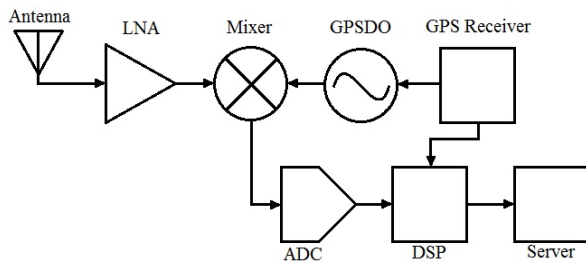 Antenna
LNA
Mixer
GPSDO
GPS Receiver
ADC
DSP
Server